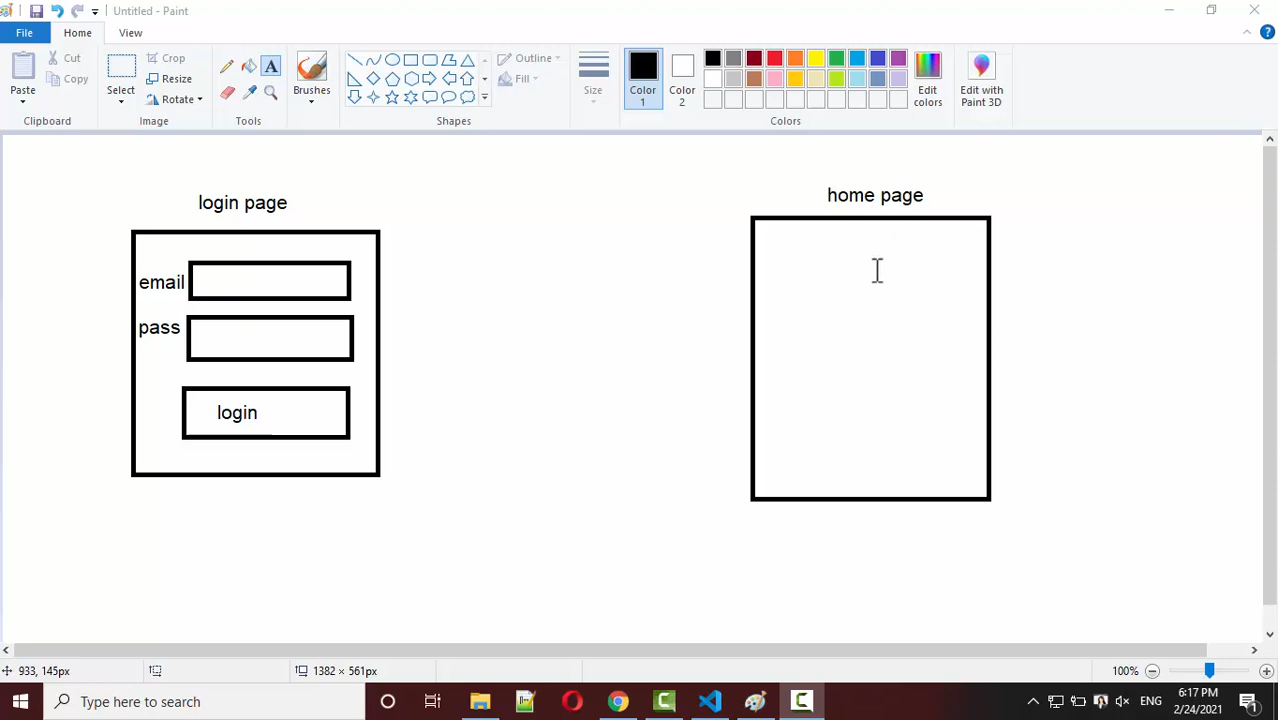 Untitled - Paint
File Home View
Paste
Cut
Copy
Clipboard
Select
Crop
Resize
Rotate
Image
A
Tools
Brushes
Outline
Fill
Shapes
Size
Color 1
Color 2
Edit colors
Colors
Edit with Paint 3D
login page
email
pass
login
home page
933, 145px
1382 × 561px
100%
Type here to search
ENG
6:17 PM
2/24/2021
1